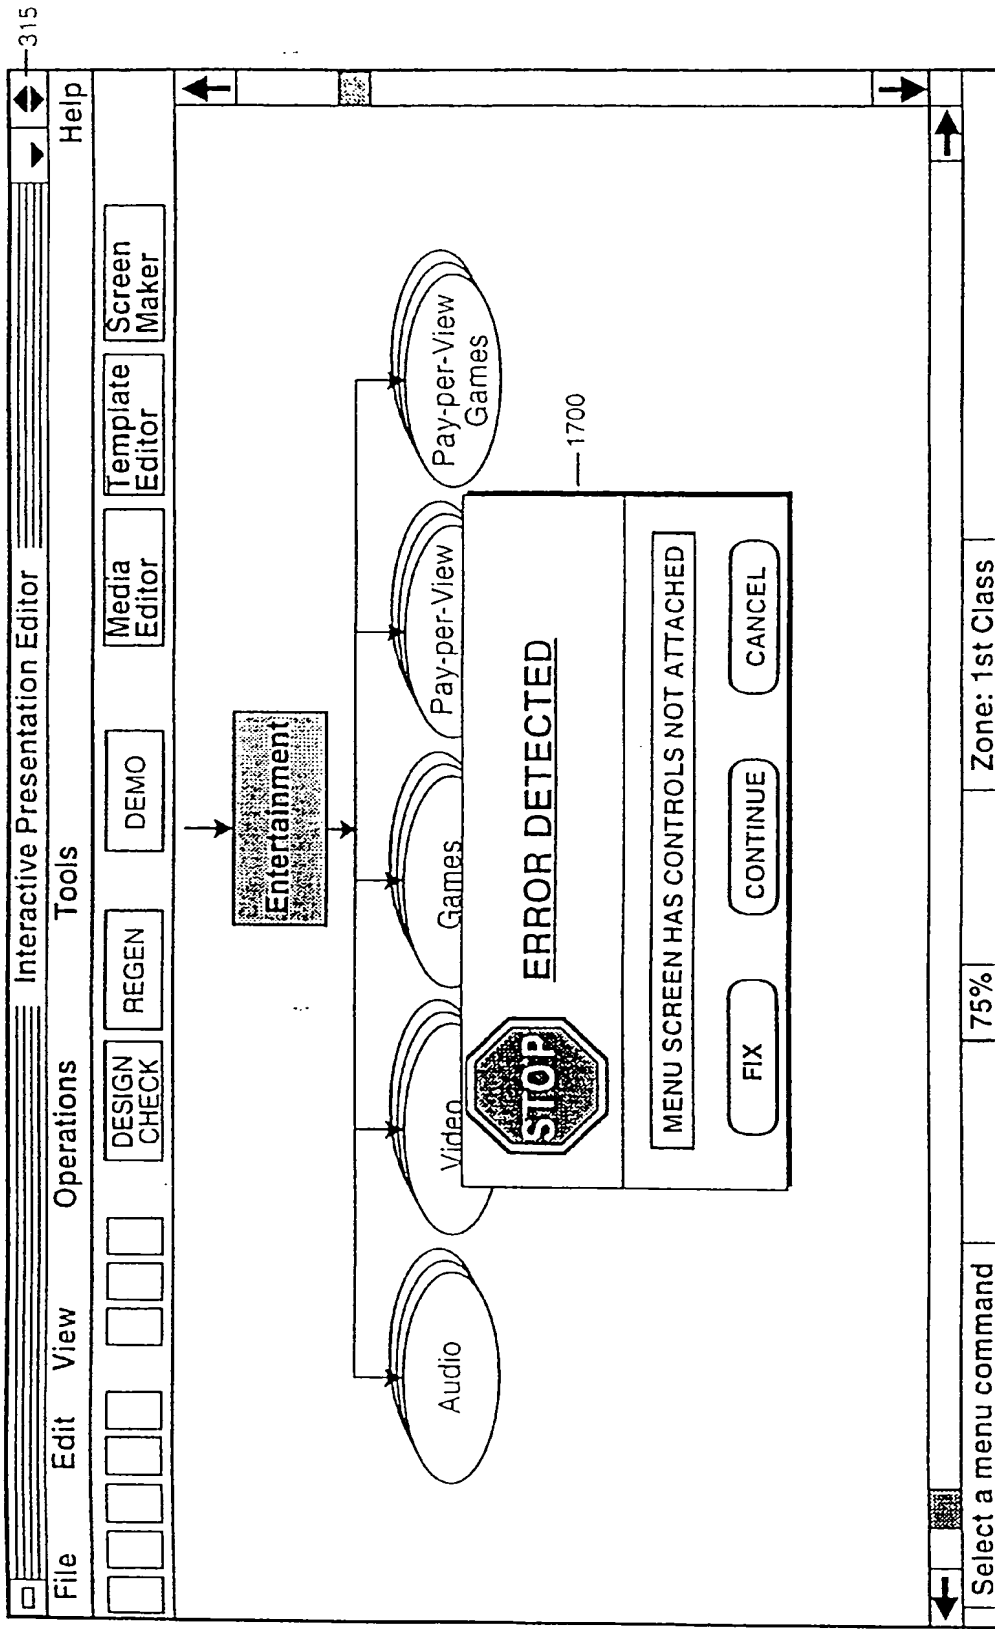 315
Interactive Presentation Editor
File Edit View Operations Tools Help
DESIGN
CHECK
REGEN
DEMO
Media
Editor
Template
Editor
Screen
Maker
Entertainment
Audio
Video
Games
Pay-per-View
Pay-per-View
Games
1700
STOP
ERROR DETECTED
MENU SCREEN HAS CONTROLS NOT ATTACHED
FIX
CONTINUE
CANCEL
Select a menu command
75%
Zone: 1st Class